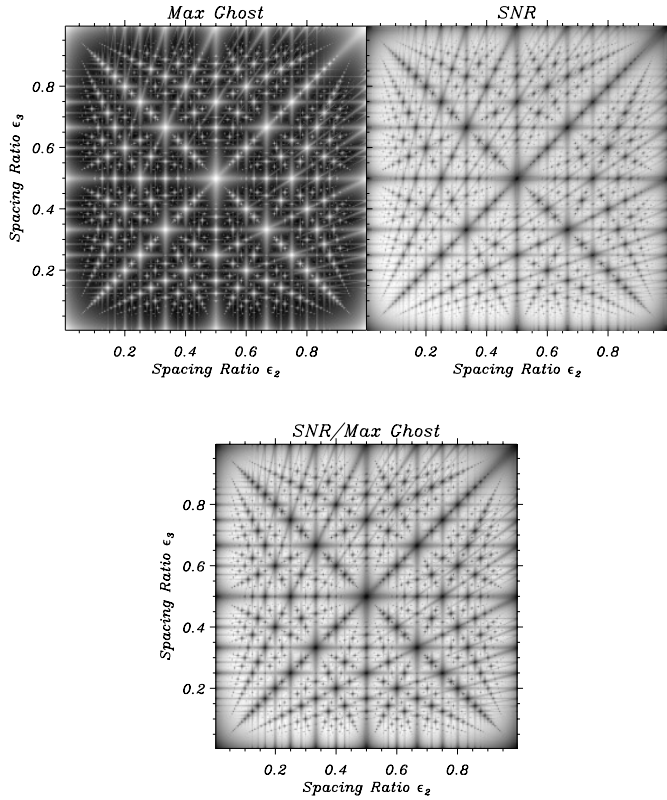 Max Ghost
SNR
Spacing Ratio ϵ3
0.8
0.6
0.4
0.2
0.2 0.4 0.6 0.8
0.2 0.4 0.6 0.8
Spacing Ratio ϵ2
Spacing Ratio ϵ2
SNR/Max Ghost
Spacing Ratio ϵ3
0.8
0.6
0.4
0.2
0.2 0.4 0.6 0.8
Spacing Ratio ϵ2